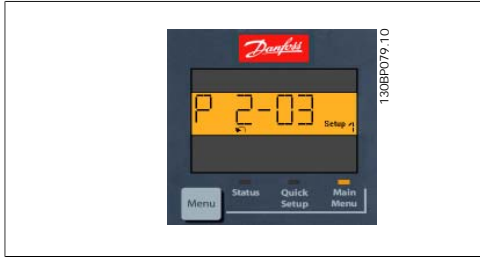 Danfoss
P 2-03
Setup 1
Status Quick Setup Main Menu
Menu
130BP079.10